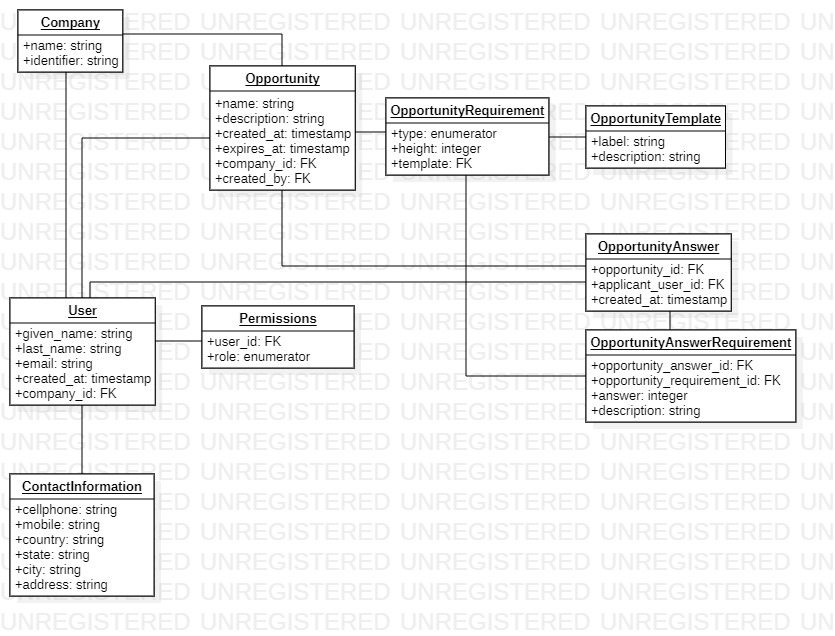 Company
+name: string
+identifier: string
Opportunity
+name: string
+description: string
+created_at: timestamp
+expires_at: timestamp
+company_id: FK
+created_by: FK
OpportunityRequirement
+type: enumerator
+height: integer
+template: FK
OpportunityTemplate
+label: string
+description: string
OpportunityAnswer
+opportunity_id: FK
+applicant_user_id: FK
+created_at: timestamp
User
+given_name: string
+last_name: string
+email: string
+created_at: timestamp
+company_id: FK
Permissions
+user_id: FK
+role: enumerator
OpportunityAnswerRequirement
+opportunity_answer_id: FK
+opportunity_requirement_id: FK
+answer: integer
+description: string
ContactInformation
+cellphone: string
+mobile: string
+country: string
+state: string
+city: string
+address: string
UNREGISTERED